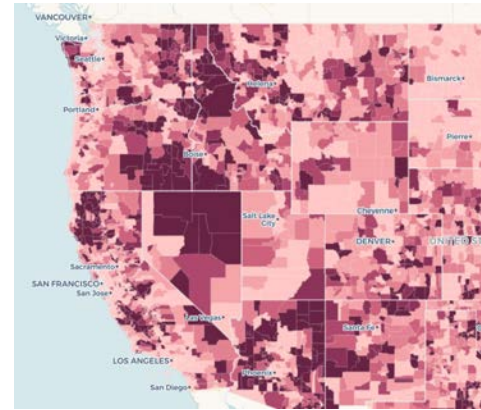 VANCOUVER
Victoria
Seattle
Helena
Bismarck
Portland
Pierre
Boise
Salt Lake
City
Cheyenne
DENVER
UNITED ST
Sacramento
SAN FRANCISCO
San Jose
Las Vegas
Santa Fe
LOS ANGELES
Phoenix
San Diego